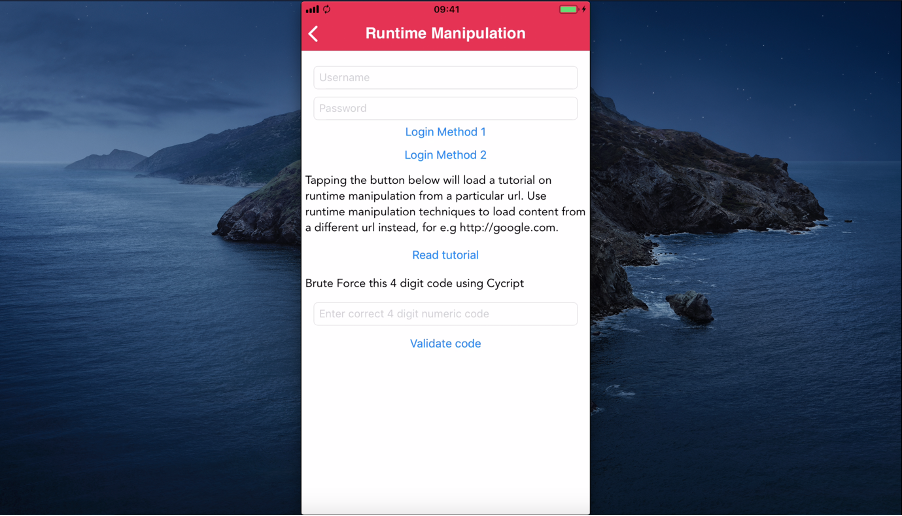 09:41
Runtime Manipulation
Username
Password
Login Method 1
Login Method 2
Tapping the button below will load a tutorial on
runtime manipulation from a particular url. Use
runtime manipulation techniques to load content from
a different url instead, for e.g http://google.com.
Read tutorial
Brute Force this 4 digit code using Cycript
Enter correct 4 digit numeric code
Validate code